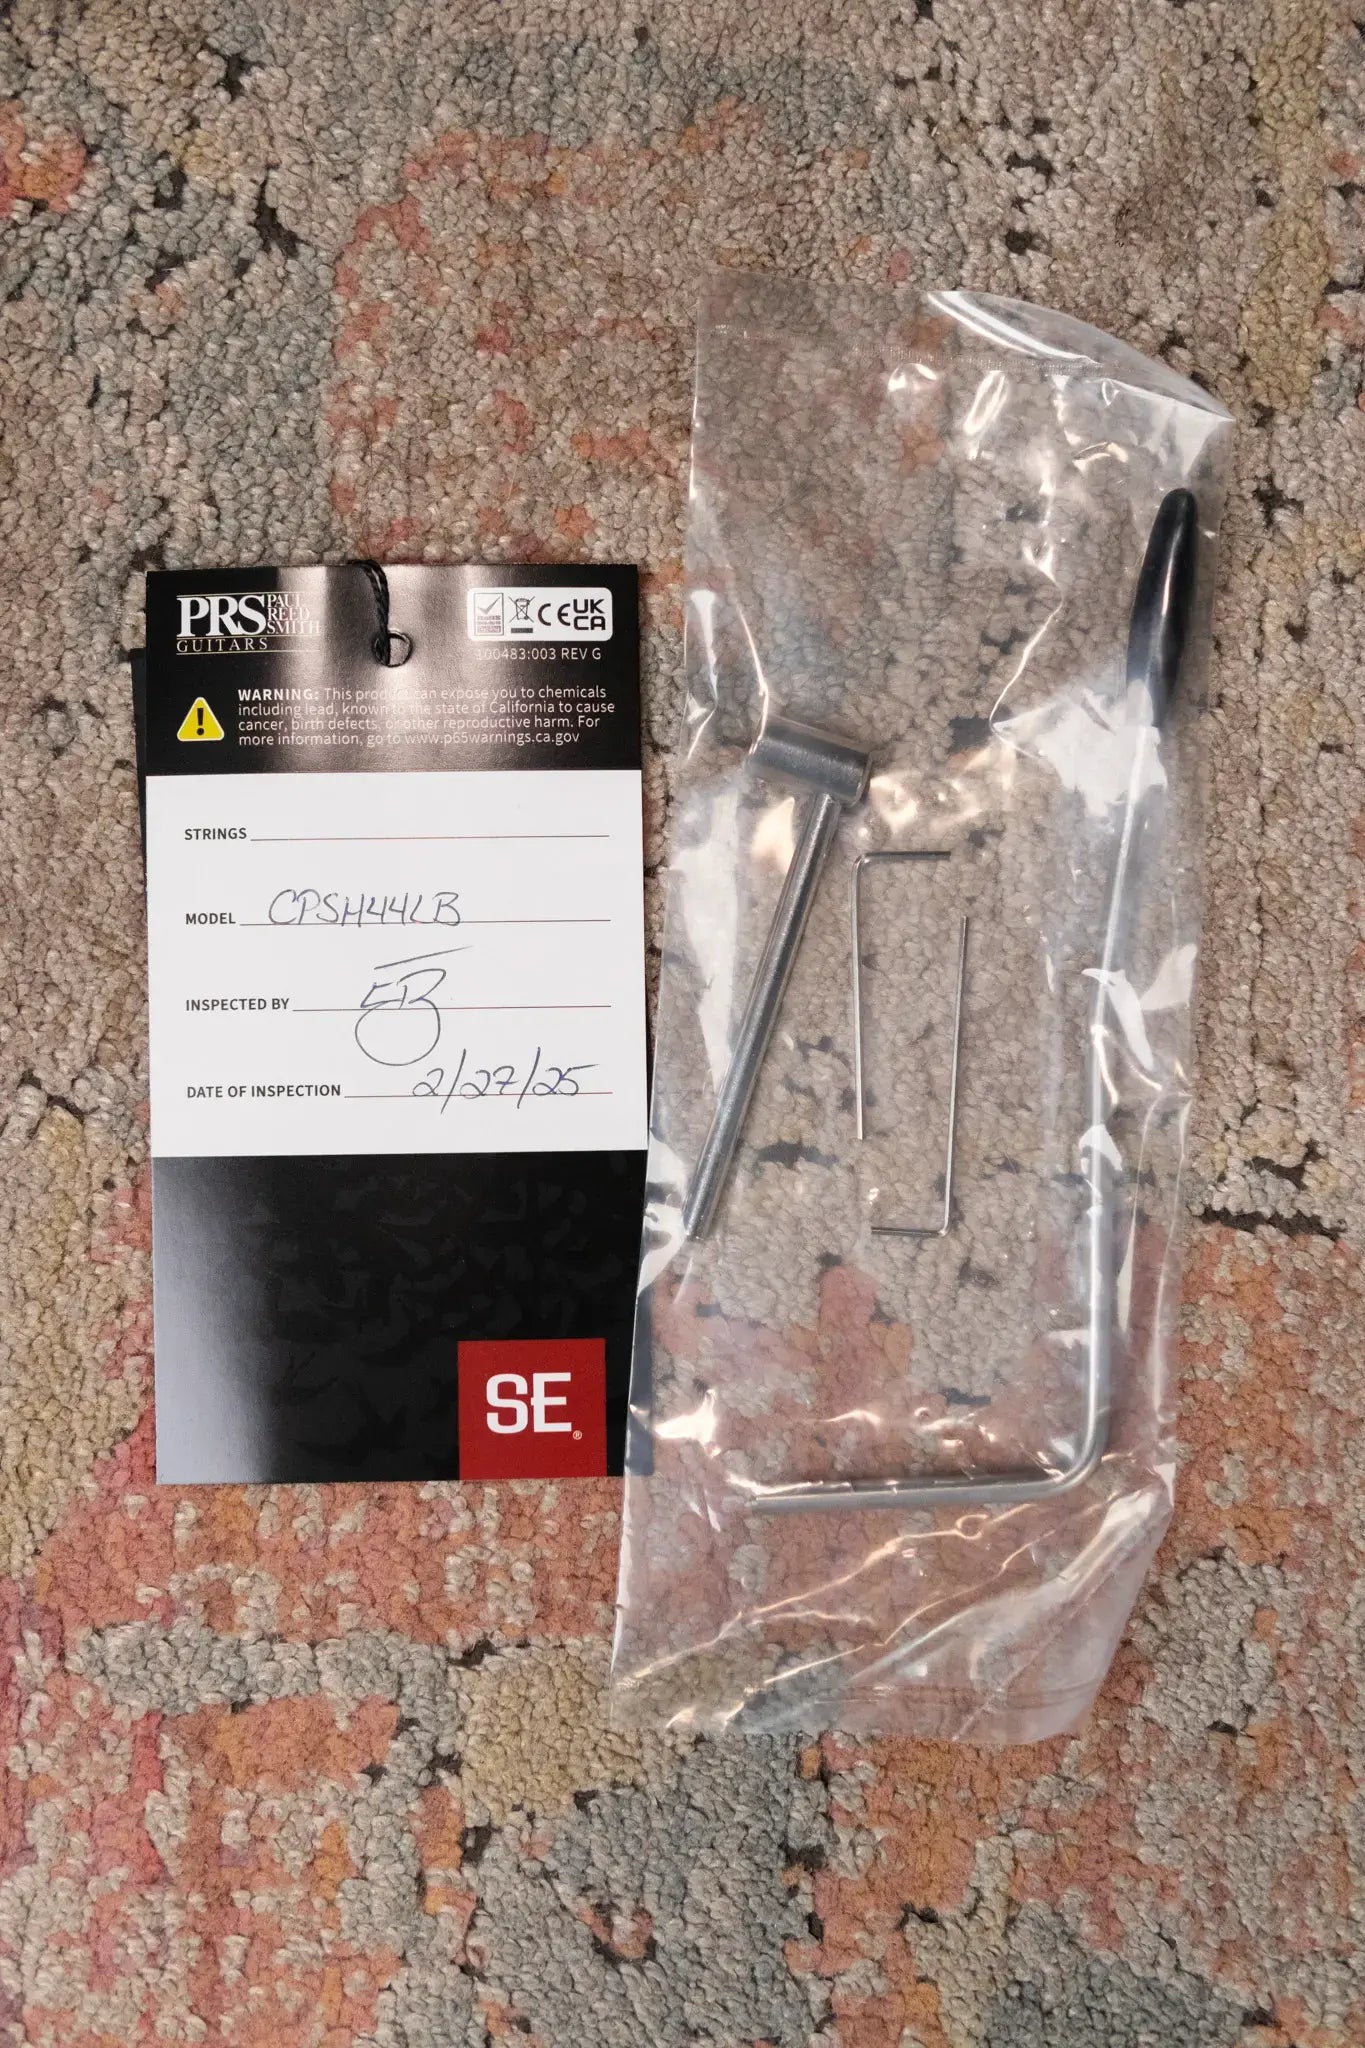 PRS PAUL REED SMITH
GUITARS
CE UK CA
100483:003 REV G
WARNING: This product can expose you to chemicals
including lead, known to the state of California to cause
cancer, birth defects, or other reproductive harm. For
more information, go to www.p65warnings.ca.gov
STRINGS
MODEL CPSH44LB
INSPECTED BY
DATE OF INSPECTION 2/27/25
SE®